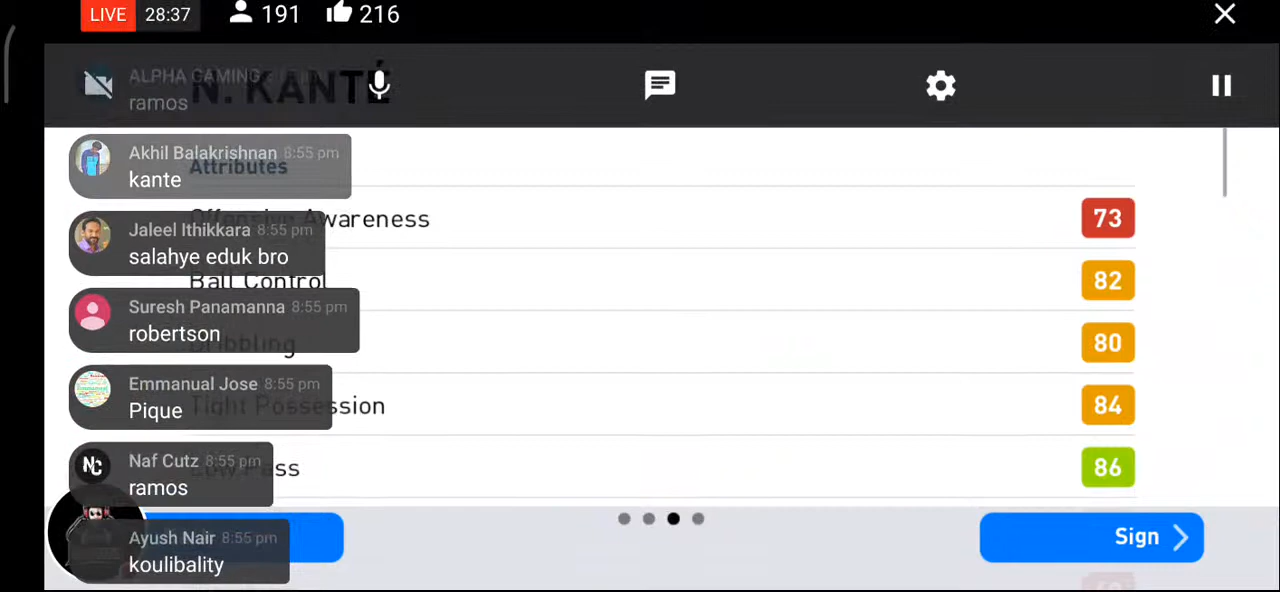 LIVE 28:37 191 216
ALPHA GAMING
ramos
N. KANTÉ
Akhil Balakrishnan 8:55 pm
kante
Attributes
Jaleel Ithikkara 8:55 pm
salahye eduk bro
Offensive Awareness 73
Ball Control 82
Suresh Panamanna 8:55 pm
robertson
Dribbling 80
Emmanual Jose 8:55 pm
Pique
Tight Possession 84
Naf Cutz 8:55 pm
ramos
Low Pass 86
Ayush Nair 8:55 pm
koulibality
Sign